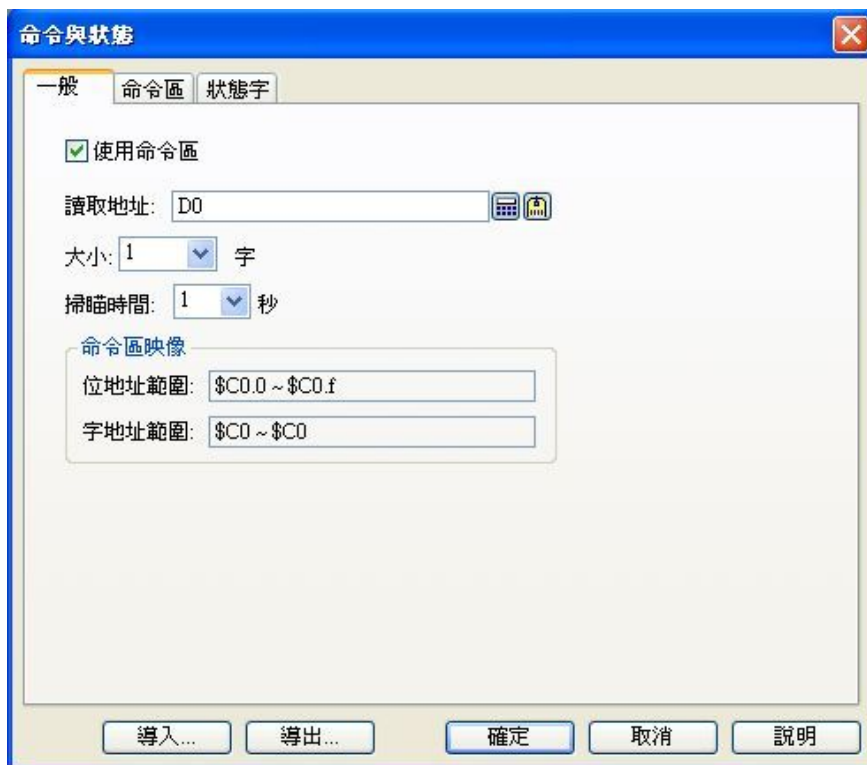 命令與狀態
一般 命令區 狀態字
使用命令區
讀取地址: D0
大小: 1 字
掃瞄時間: 1 秒
命令區映像
位地址範圍: $C0.0 ~ $C0.f
字地址範圍: $C0 ~ $C0
導入... 導出... 確定 取消 說明